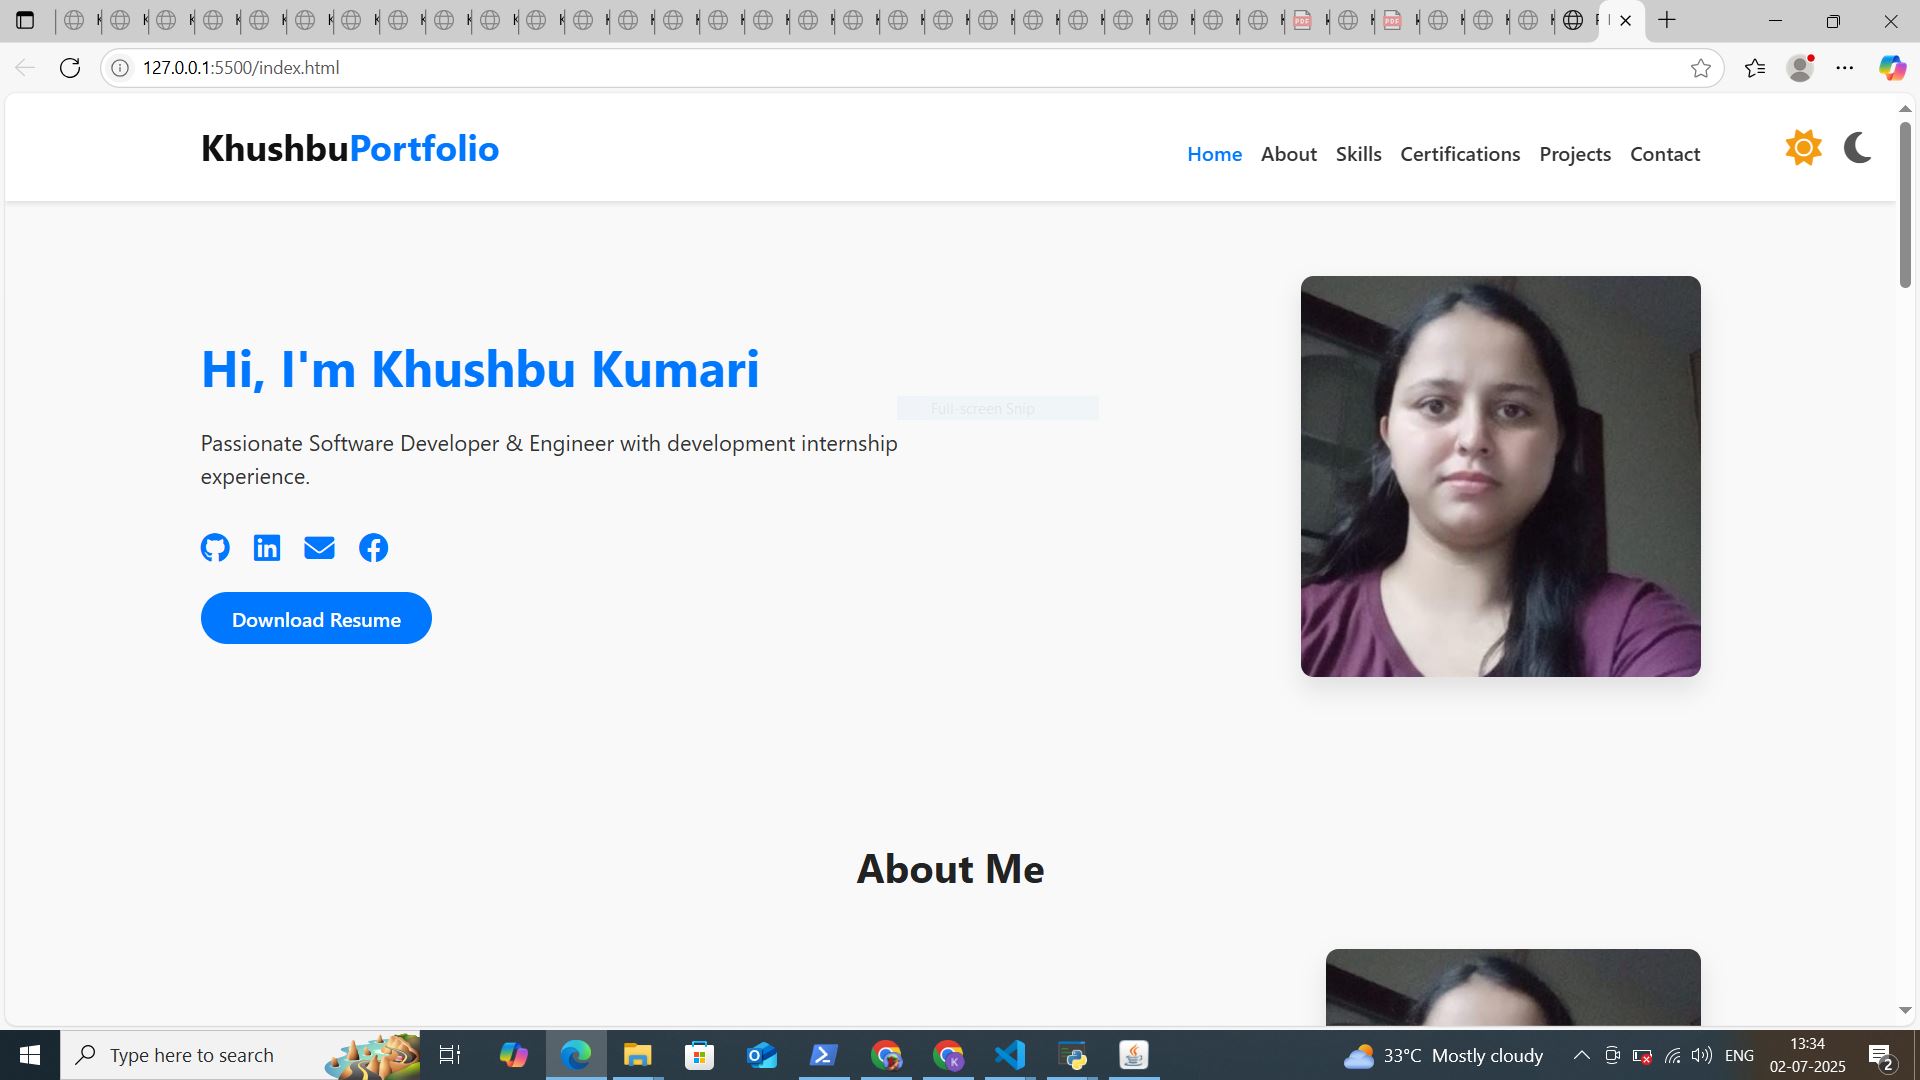 127.0.0.1:5500/index.html
KhushbuPortfolio
Home About Skills Certifications Projects Contact
Hi, I'm Khushbu Kumari
Full-screen Snip
Passionate Software Developer & Engineer with development internship
experience.
Download Resume
About Me
Type here to search
33°C Mostly cloudy
ENG
13:34
02-07-2025
2